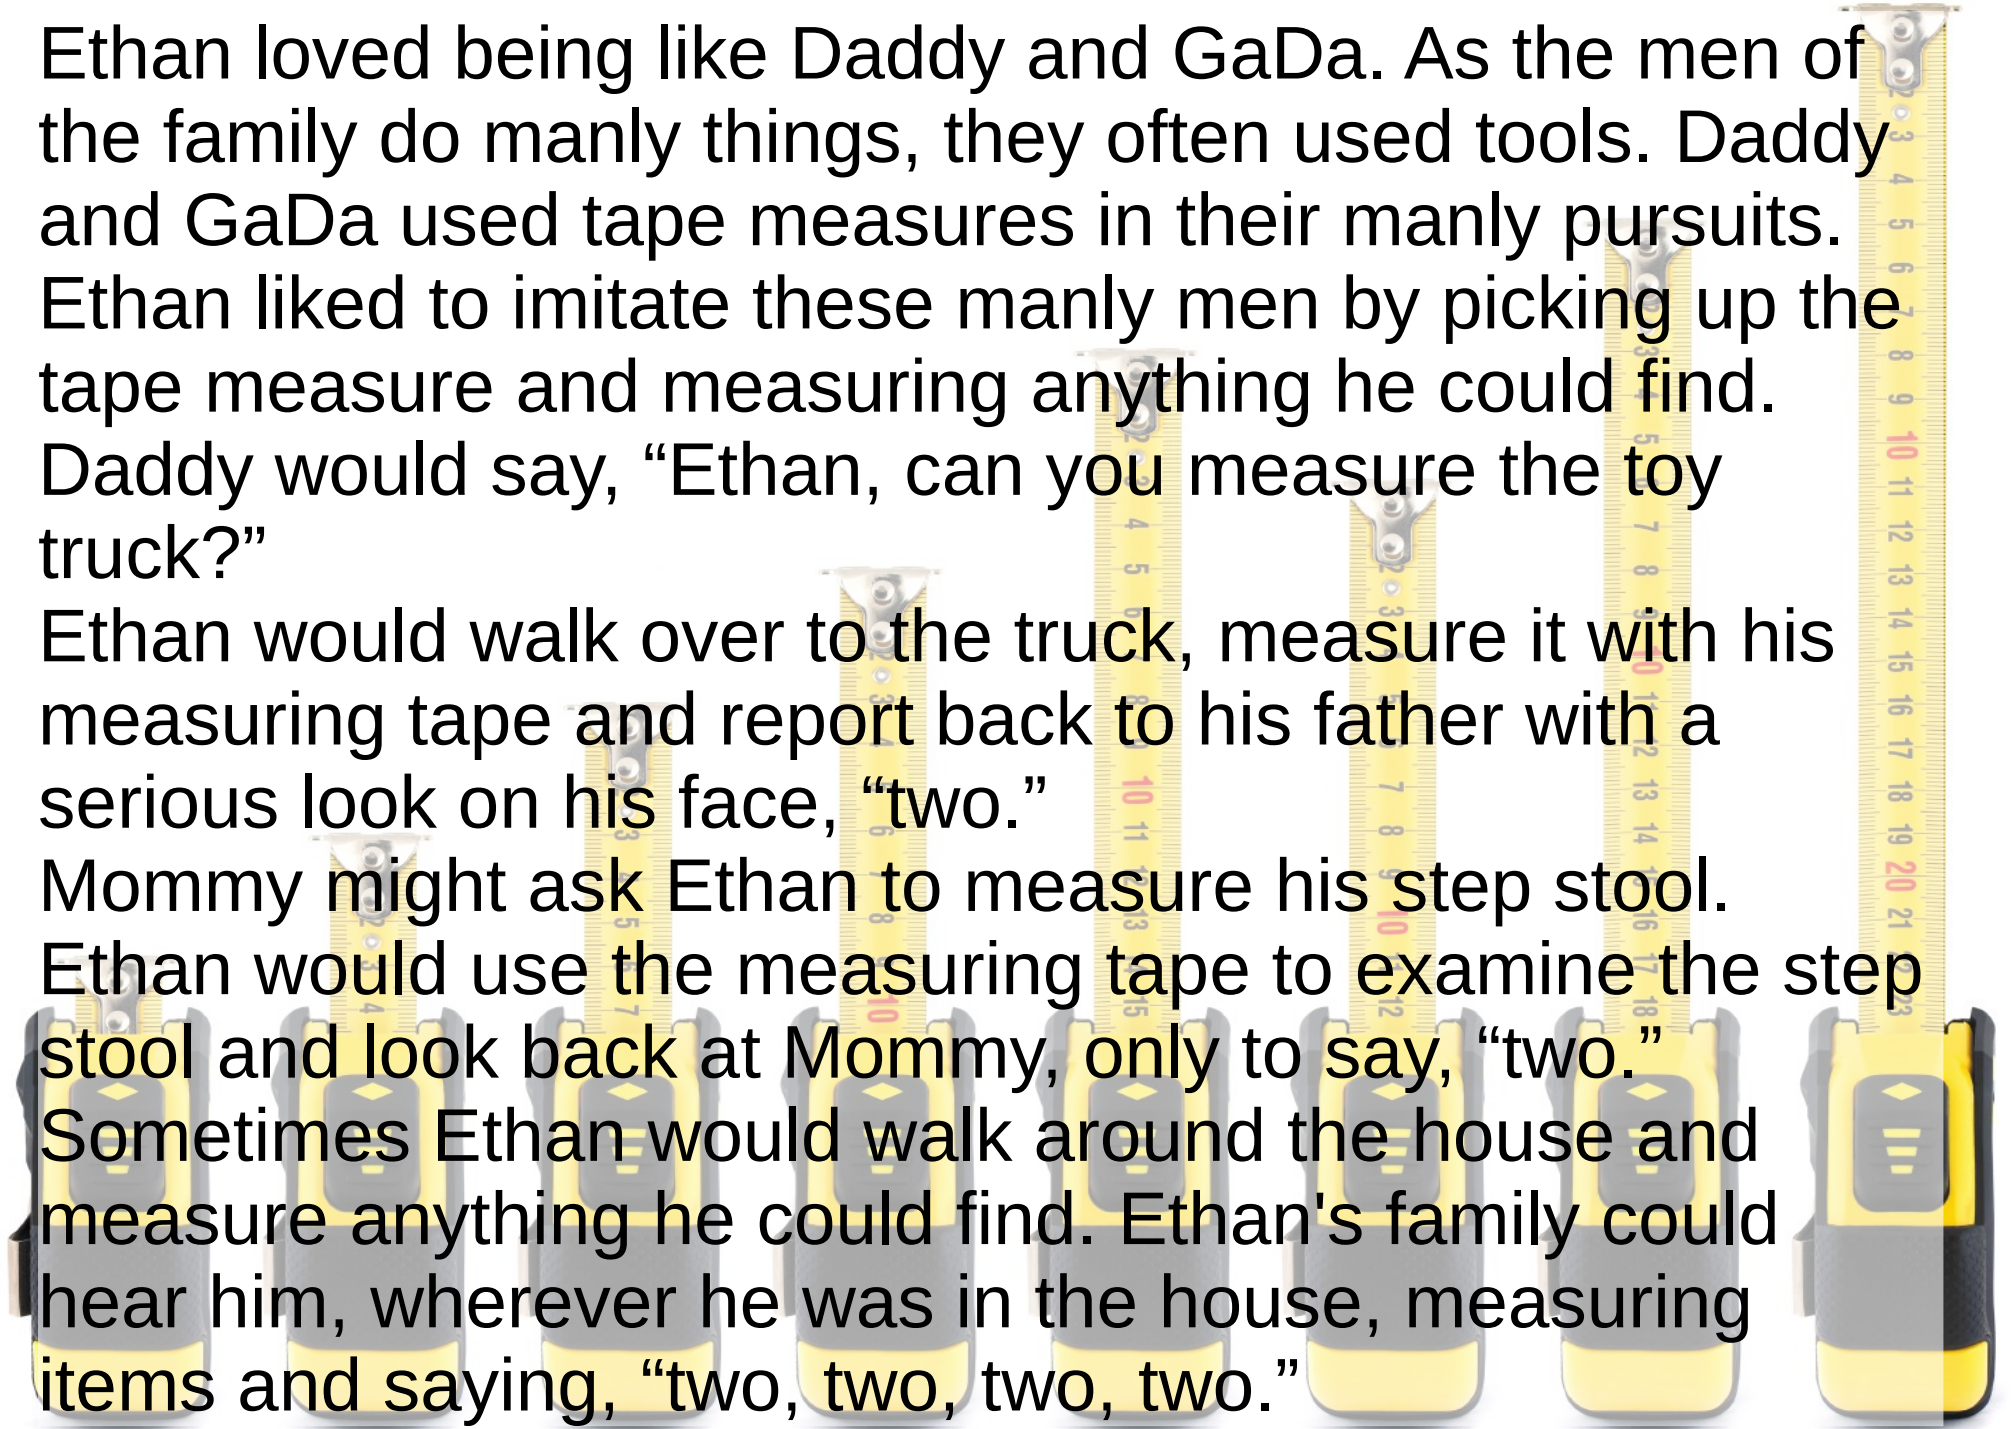 Ethan loved being like Daddy and GaDa. As the men of
the family do manly things, they often used tools. Daddy
and GaDa used tape measures in their manly pursuits.
Ethan liked to imitate these manly men by picking up the
tape measure and measuring anything he could find.
Daddy would say, “Ethan, can you measure the toy
truck?”
Ethan would walk over to the truck, measure it with his
measuring tape and report back to his father with a
serious look on his face, “two.”
Mommy might ask Ethan to measure his step stool.
Ethan would use the measuring tape to examine the step
stool and look back at Mommy, only to say, “two.”
Sometimes Ethan would walk around the house and
measure anything he could find. Ethan's family could
hear him, wherever he was in the house, measuring
items and saying, “two, two, two, two.”